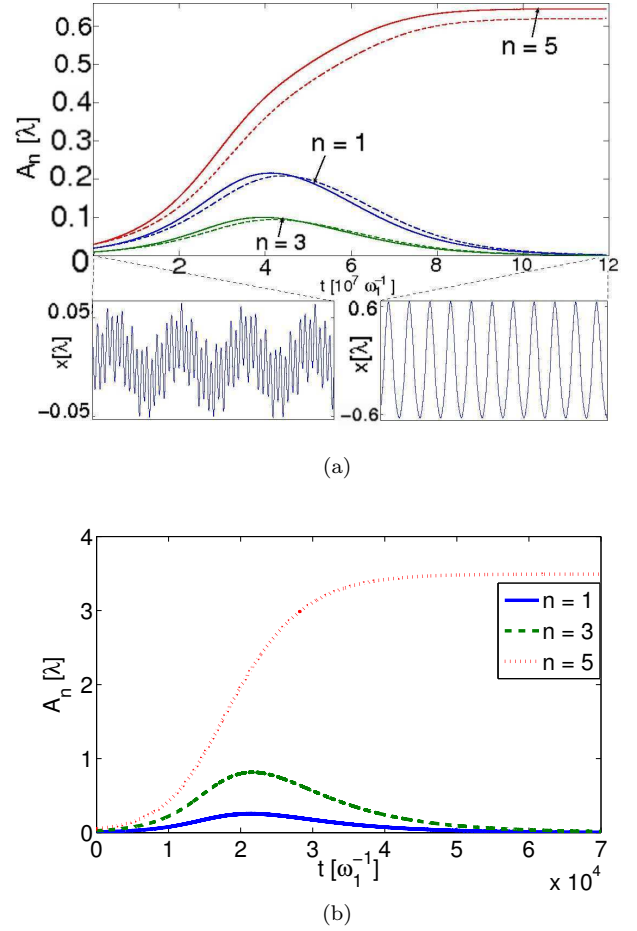 0.6
0.5
0.4
0.3
0.2
0.1
0
A_n [λ]
n = 5
n = 1
n = 3
2 4 6 8 10 12
t [10^7 ω_1^-1]
0.05
-0.05
x[λ]
0.6
-0.6
x[λ]
(a)
4
3
2
1
0
A_n [λ]
n = 1
n = 3
n = 5
0 1 2 3 4 5 6 7
t [ω_1^-1]
x 10^4
(b)